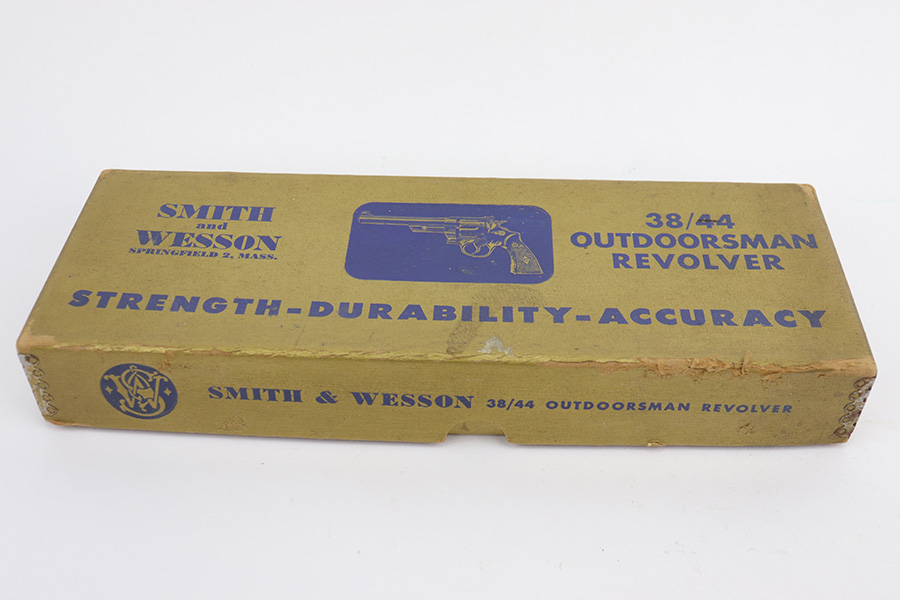 SMITH
and
WESSON
SPRINGFIELD 2, MASS.
38/44
OUTDOORSMAN
REVOLVER
STRENGTH-DURABILITY-ACCURACY
SMITH & WESSON 38/44 OUTDOORSMAN REVOLVER